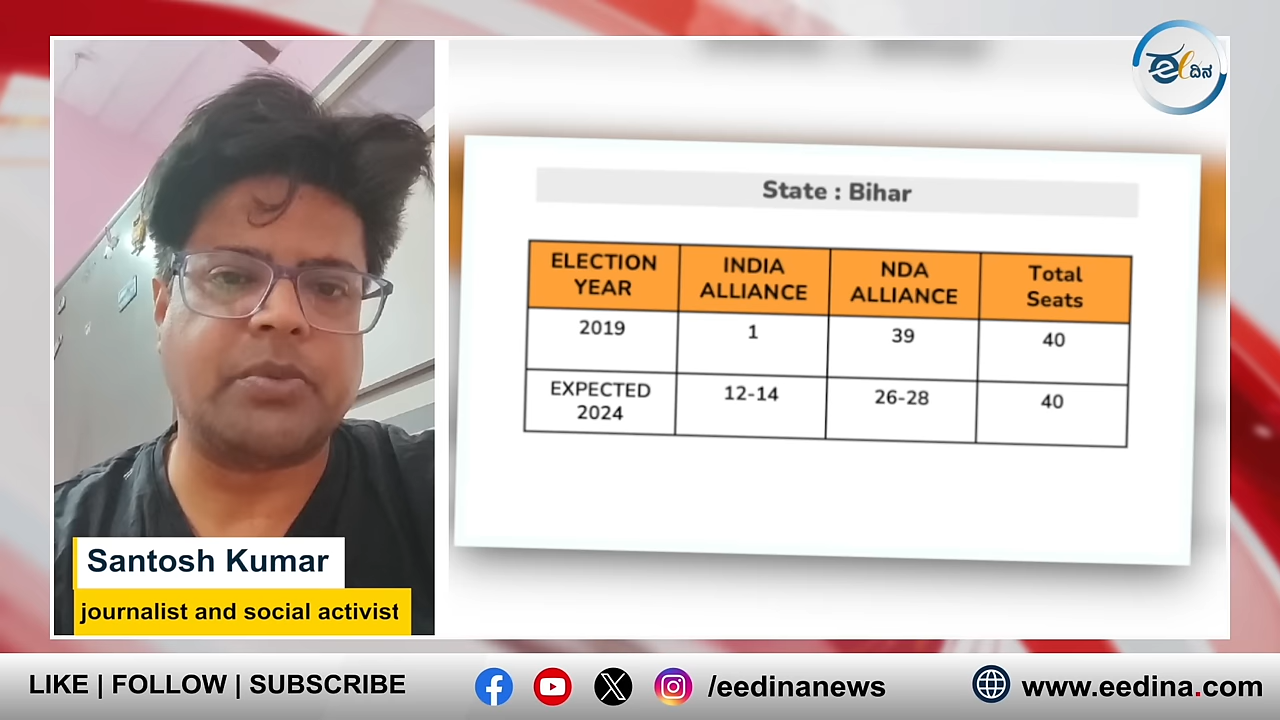 ಈ ದಿನ
State : Bihar
ELECTION YEAR INDIA ALLIANCE NDA ALLIANCE Total Seats
2019 1 39 40
EXPECTED 2024 12-14 26-28 40
Santosh Kumar
journalist and social activist
LIKE | FOLLOW | SUBSCRIBE /eedinanews www.eedina.com